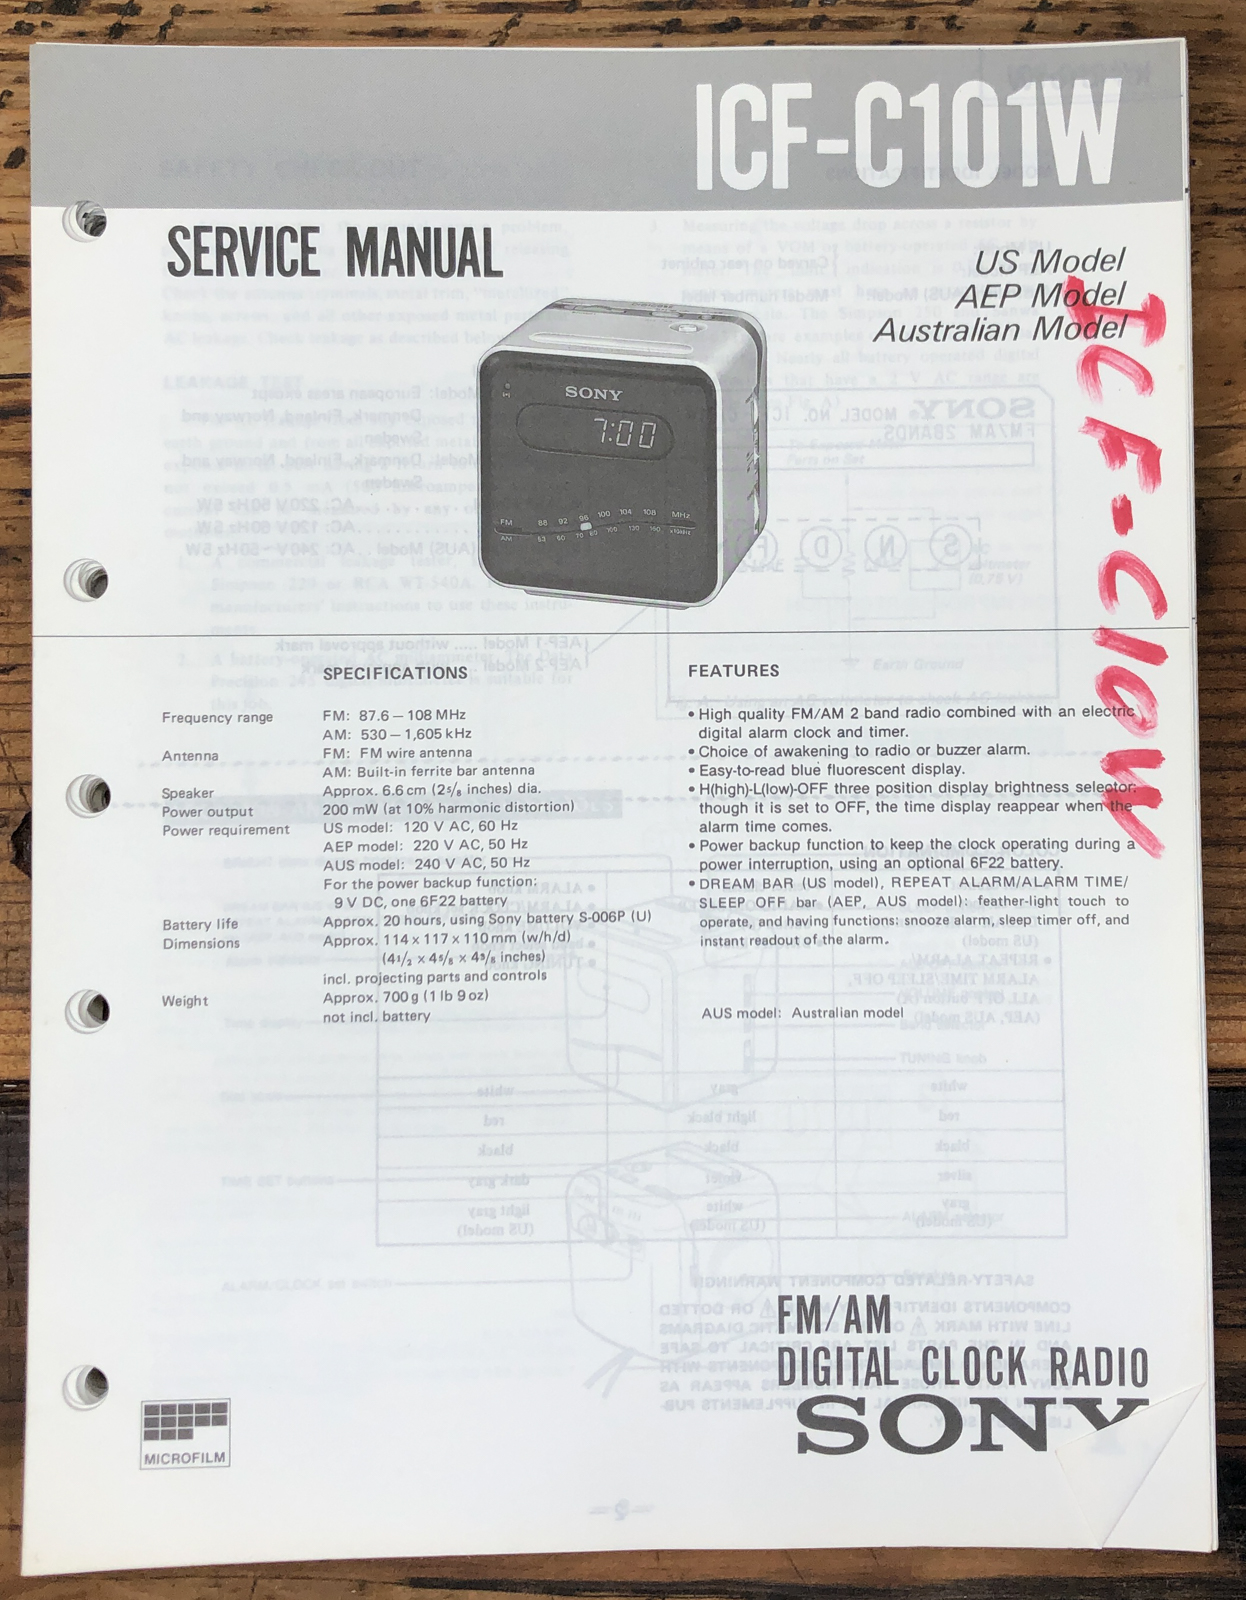 ICF-C101W
SERVICE MANUAL
US Model
AEP Model
Australian Model
ICF-C10W
SONY
7:00
FM 88 92 96 100 104 108 MHz
AM 53 60 70 80 100 130 160 x10kHz
SPECIFICATIONS
Frequency range FM: 87.6 – 108 MHz
AM: 530 – 1,605 kHz
Antenna FM: FM wire antenna
AM: Built-in ferrite bar antenna
Speaker Approx. 6.6 cm (2 5/8 inches) dia.
Power output 200 mW (at 10% harmonic distortion)
Power requirement US model: 120 V AC, 60 Hz
AEP model: 220 V AC, 50 Hz
AUS model: 240 V AC, 50 Hz
For the power backup function:
9 V DC, one 6F22 battery
Battery life Approx. 20 hours, using Sony battery S-006P (U)
Dimensions Approx. 114 x 117 x 110 mm (w/h/d)
(4 1/2 x 4 5/8 x 4 3/8 inches)
incl. projecting parts and controls
Weight Approx. 700 g (1 lb 9 oz)
not incl. battery
FEATURES
• High quality FM/AM 2 band radio combined with an electric
digital alarm clock and timer.
• Choice of awakening to radio or buzzer alarm.
• Easy-to-read blue fluorescent display.
• H(high)-L(low)-OFF three position display brightness selector:
though it is set to OFF, the time display reappear when the
alarm time comes.
• Power backup function to keep the clock operating during a
power interruption, using an optional 6F22 battery.
• DREAM BAR (US model), REPEAT ALARM/ALARM TIME/
SLEEP OFF bar (AEP, AUS model): feather-light touch to
operate, and having functions: snooze alarm, sleep timer off, and
instant readout of the alarm.
AUS model: Australian model
FM/AM
DIGITAL CLOCK RADIO
SONY
MICROFILM